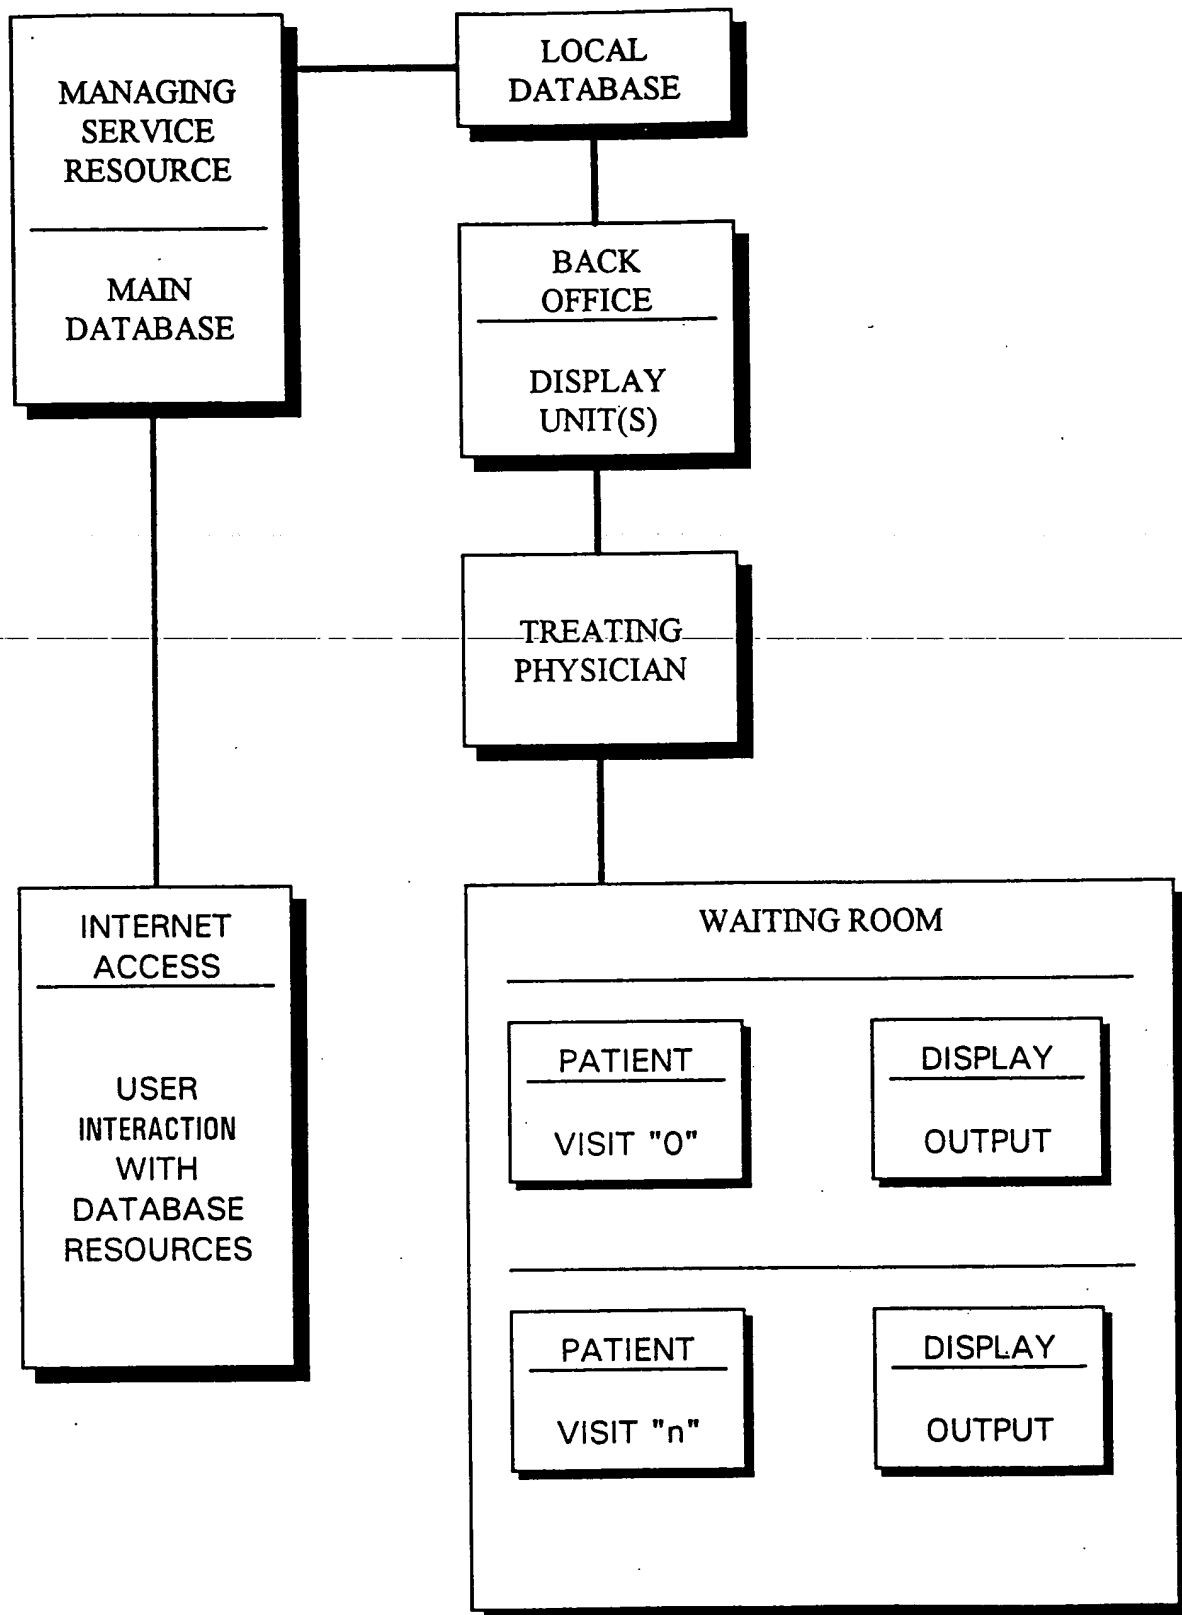 MANAGING
SERVICE
RESOURCE
MAIN
DATABASE
LOCAL
DATABASE
BACK
OFFICE
DISPLAY
UNIT(S)
TREATING
PHYSICIAN
INTERNET
ACCESS
USER
INTERACTION
WITH
DATABASE
RESOURCES
WAITING ROOM
PATIENT
VISIT "0"
DISPLAY
OUTPUT
PATIENT
VISIT "n"
DISPLAY
OUTPUT